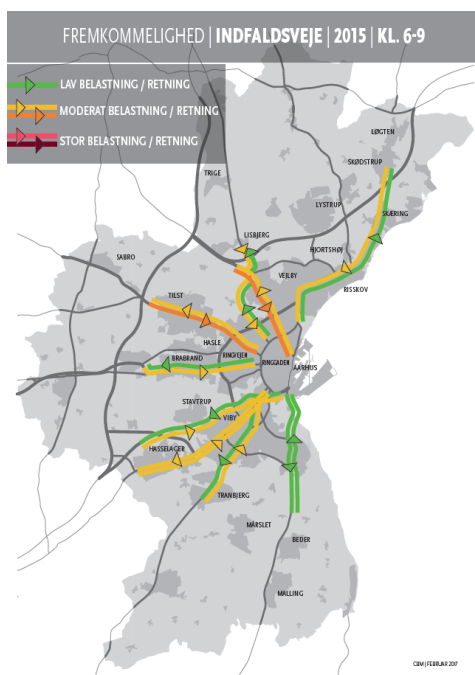 FREMKOMMELIGHED | INDFALDSVEJE | 2015 | KL. 6-9
LAV BELASTNING / RETNING
MODERAT BELASTNING / RETNING
STOR BELASTNING / RETNING
LØGTEN
SKØDSTRUP
TRIGE
LYSTRUP
SKÆRING
LISBJERG
HJORTSHØJ
SABRO
VEJLBY
RISSKOV
TILST
HASLE
BRABRAND
RINGVEJEN
RINGGADEN
AARHUS
STAVTRUP
VIBY
HASSELAGER
TRANBJERG
MÅRSLET
BEDER
MALLING
CBM | FEBRUAR 2017